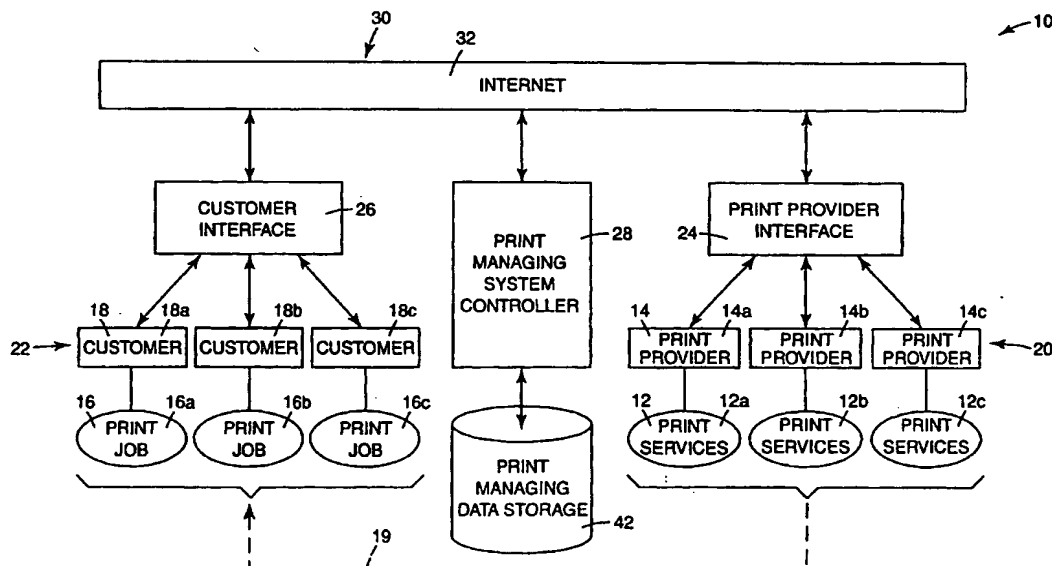 10
30
32
INTERNET
CUSTOMER
INTERFACE
26
PRINT
MANAGING
SYSTEM
CONTROLLER
28
PRINT PROVIDER
INTERFACE
24
18 18a 18b 18c
22
CUSTOMER CUSTOMER CUSTOMER
14 14a 14b 14c
PRINT
PROVIDER
PRINT
PROVIDER
PRINT
PROVIDER
20
16 16a 16b 16c
PRINT
JOB
PRINT
JOB
PRINT
JOB
PRINT
MANAGING
DATA STORAGE
42
12 12a 12b 12c
PRINT
SERVICES
PRINT
SERVICES
PRINT
SERVICES
19